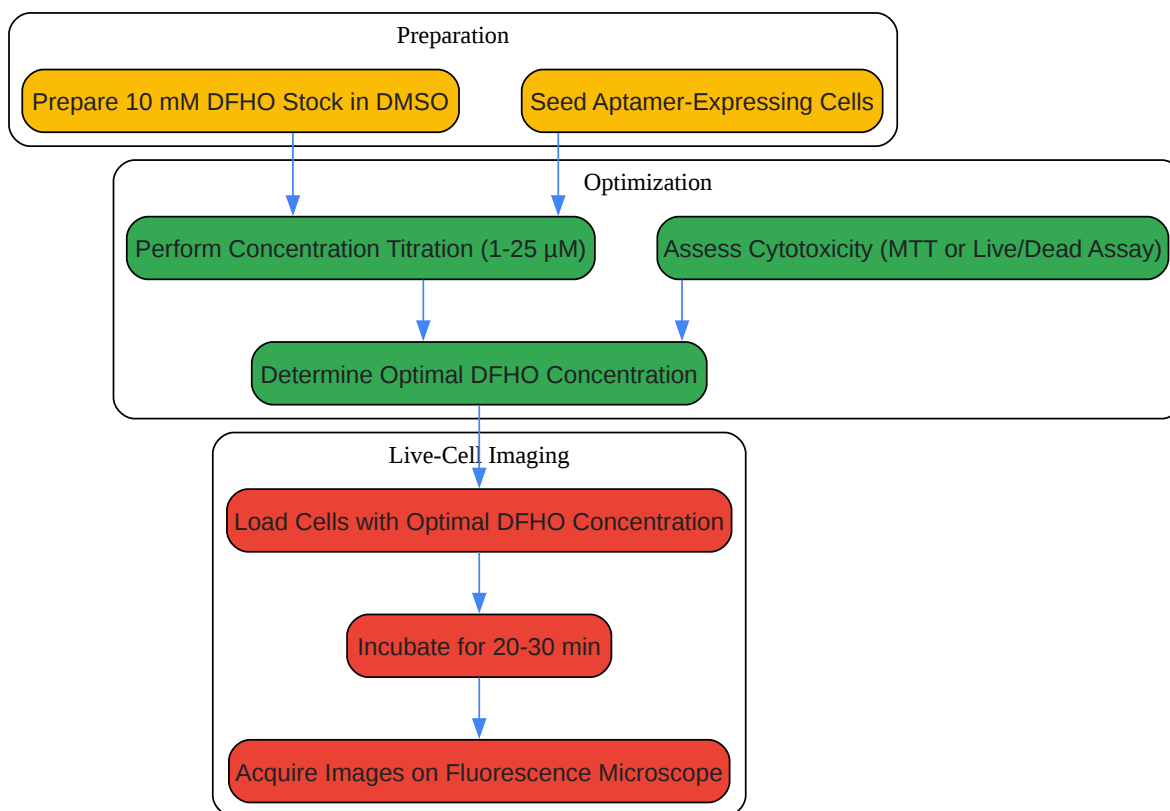 Preparation
Prepare 10 mM DFHO Stock in DMSO
Seed Aptamer-Expressing Cells
Optimization
Perform Concentration Titration (1-25 µM)
Assess Cytotoxicity (MTT or Live/Dead Assay)
Determine Optimal DFHO Concentration
Live-Cell Imaging
Load Cells with Optimal DFHO Concentration
Incubate for 20-30 min
Acquire Images on Fluorescence Microscope